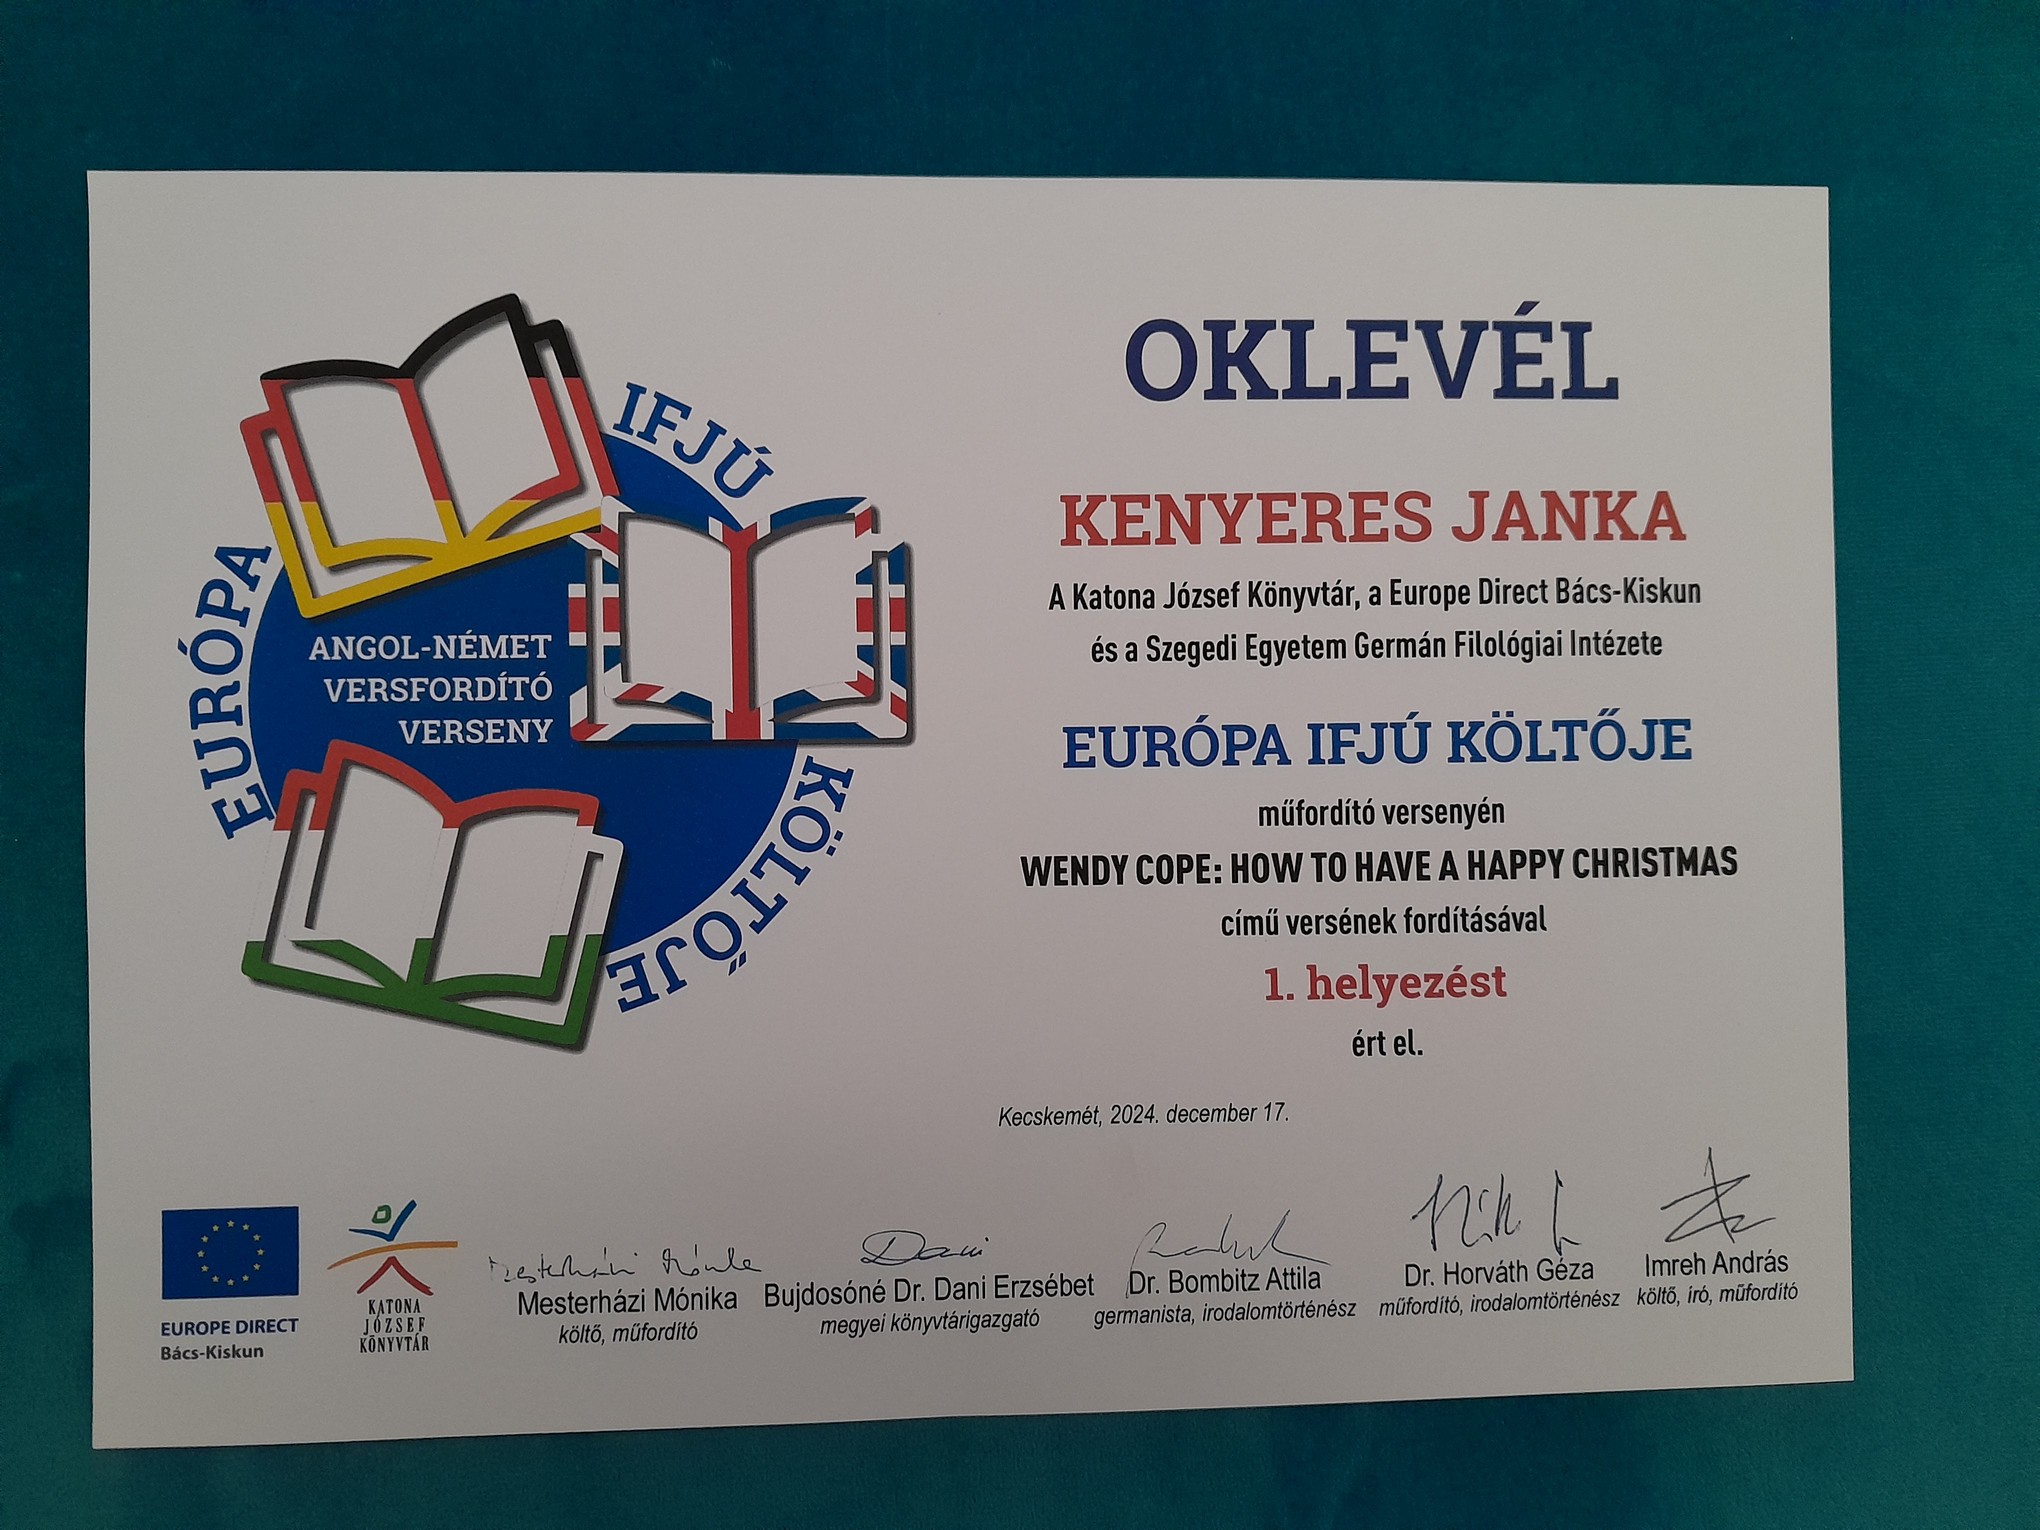 EURÓPA IFJÚ KÖLTŐJE
ANGOL-NÉMET
VERSFORDÍTÓ
VERSENY
OKLEVÉL
KENYERES JANKA
A Katona József Könyvtár, a Europe Direct Bács-Kiskun
és a Szegedi Egyetem Germán Filológiai Intézete
EURÓPA IFJÚ KÖLTŐJE
műfordító versenyén
WENDY COPE: HOW TO HAVE A HAPPY CHRISTMAS
című versének fordításával
1. helyezést
ért el.
Kecskemét, 2024. december 17.
EUROPE DIRECT
Bács-Kiskun
KATONA
JÓZSEF
KÖNYVTÁR
Mesterházi Mónika
Mesterházi Mónika
költő, műfordító
Dani
Bujdosóné Dr. Dani Erzsébet
megyei könyvtárigazgató
Dr. Bombitz Attila
germanista, irodalomtörténész
Dr. Horváth Géza
műfordító, irodalomtörténész
Imreh András
költő, író, műfordító